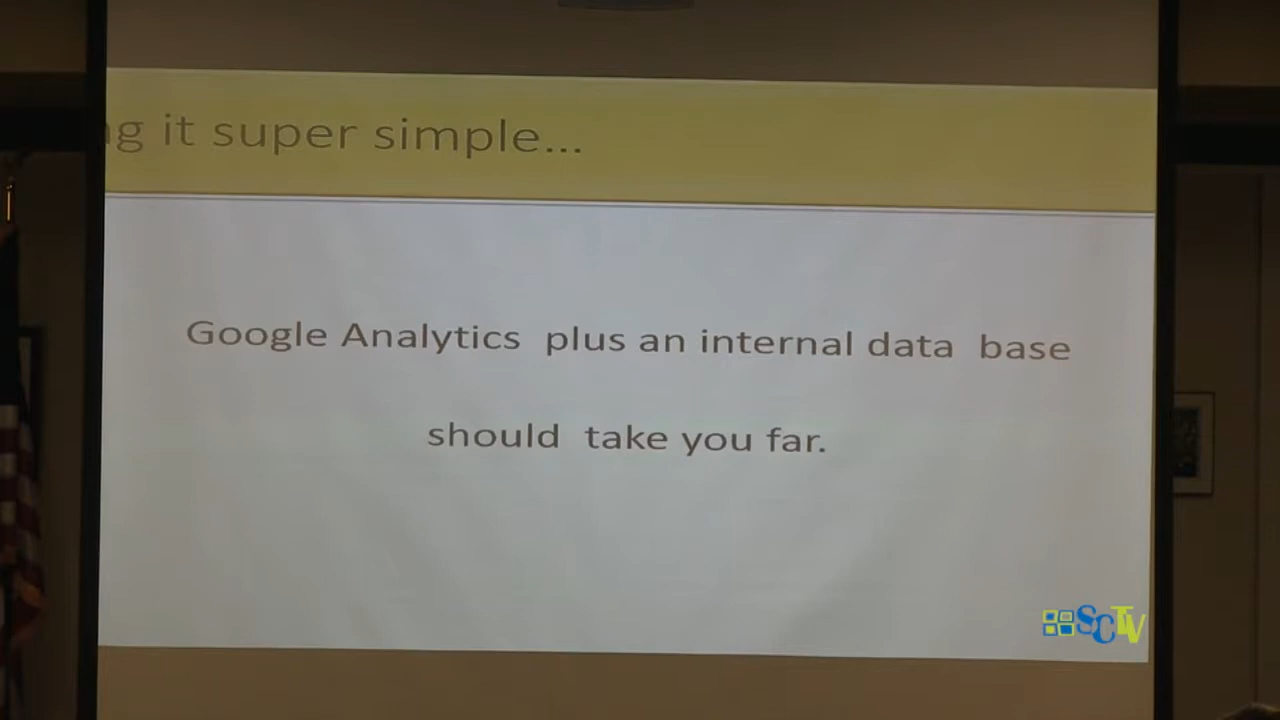 g it super simple...
Google Analytics plus an internal data base
should take you far.
SCTV